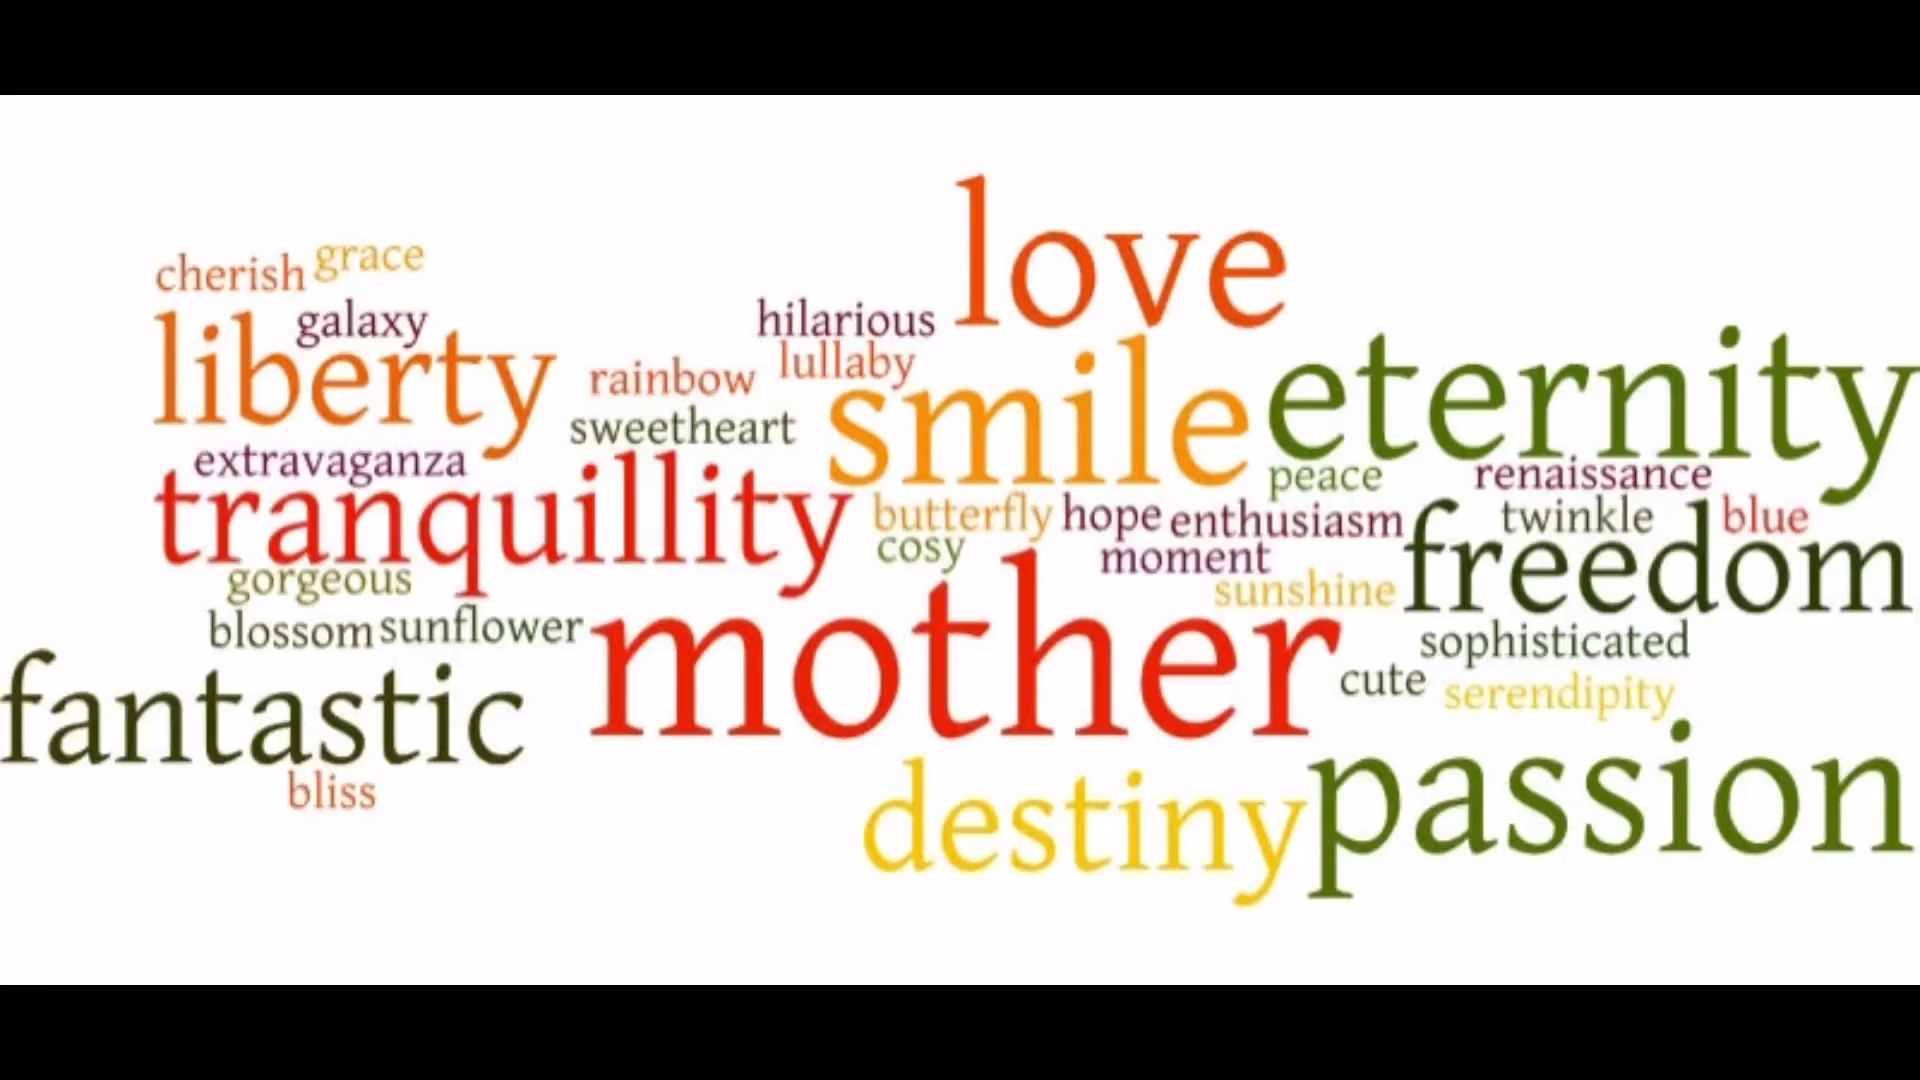 love
cherish grace
galaxy
hilarious
liberty
rainbow lullaby
smile
eternity
sweetheart
extravaganza
peace
renaissance
tranquillity
butterfly hope enthusiasm
twinkle blue
cosy
moment
freedom
gorgeous
sunshine
blossom sunflower
mother
sophisticated
cute serendipity
fantastic
bliss
destiny passion